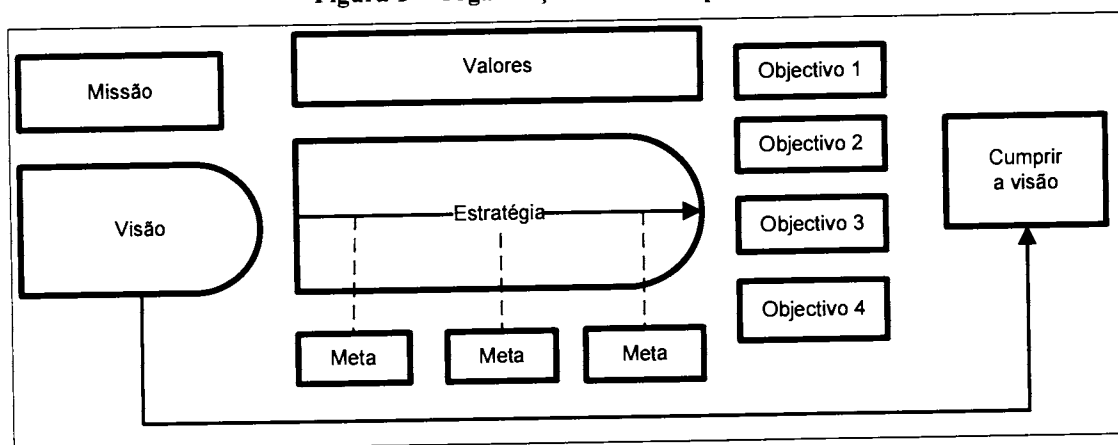 Missão
Valores
Objectivo 1
Objectivo 2
Cumprir
a visão
Visão
Estratégia
Objectivo 3
Objectivo 4
Meta
Meta
Meta